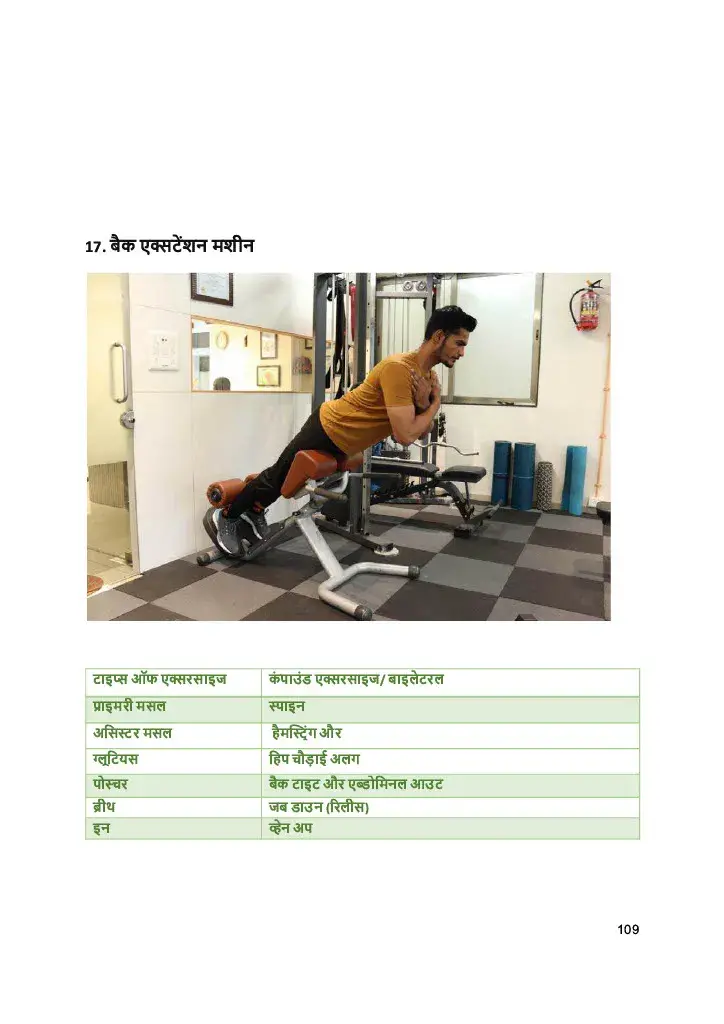 17. बैक एक्सटेंशन मशीन
टाइप्स ऑफ एक्सरसाइज कंपाउंड एक्सरसाइज/ बाइलेटरल
प्राइमरी मसल स्पाइन
असिस्टर मसल हैमस्ट्रिंग और
ग्लूटियस हिप चौड़ाई अलग
पोस्चर बैक टाइट और एब्डोमिनल आउट
ब्रीथ जब डाउन (रिलीस)
इन व्हेन अप
109